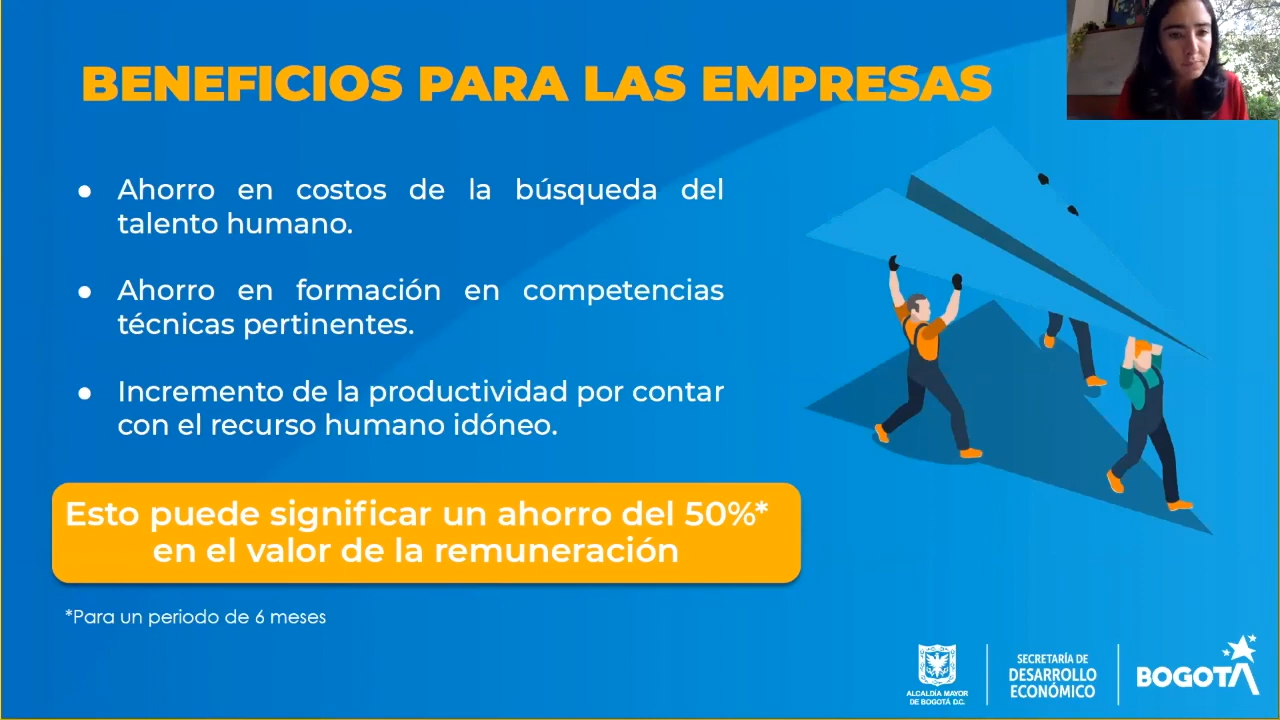 BENEFICIOS PARA LAS EMPRESAS
● Ahorro en costos de la búsqueda del
talento humano.
● Ahorro en formación en competencias
técnicas pertinentes.
● Incremento de la productividad por contar
con el recurso humano idóneo.
Esto puede significar un ahorro del 50%*
en el valor de la remuneración
*Para un periodo de 6 meses
ALCALDÍA MAYOR
DE BOGOTÁ D.C.
SECRETARÍA DE
DESARROLLO
ECONÓMICO
BOGOTÁ